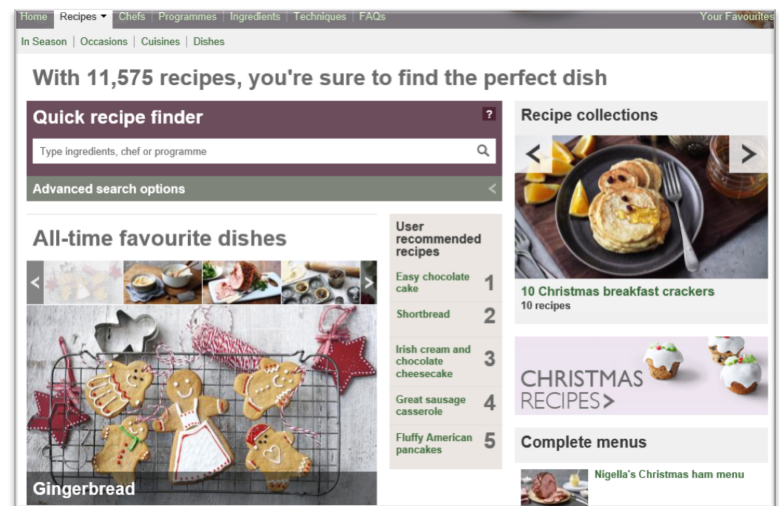 Home Recipes Chefs Programmes Ingredients Techniques FAQs Your Favourites
In Season Occasions Cuisines Dishes
With 11,575 recipes, you're sure to find the perfect dish
Quick recipe finder ?
Type ingredients, chef or programme
Advanced search options
All-time favourite dishes
Gingerbread
User
recommended
recipes
Easy chocolate
cake 1
Shortbread 2
Irish cream and
chocolate
cheesecake 3
Great sausage
casserole 4
Fluffy American
pancakes 5
Recipe collections
10 Christmas breakfast crackers
10 recipes
CHRISTMAS
RECIPES>
Complete menus
Nigella's Christmas ham menu